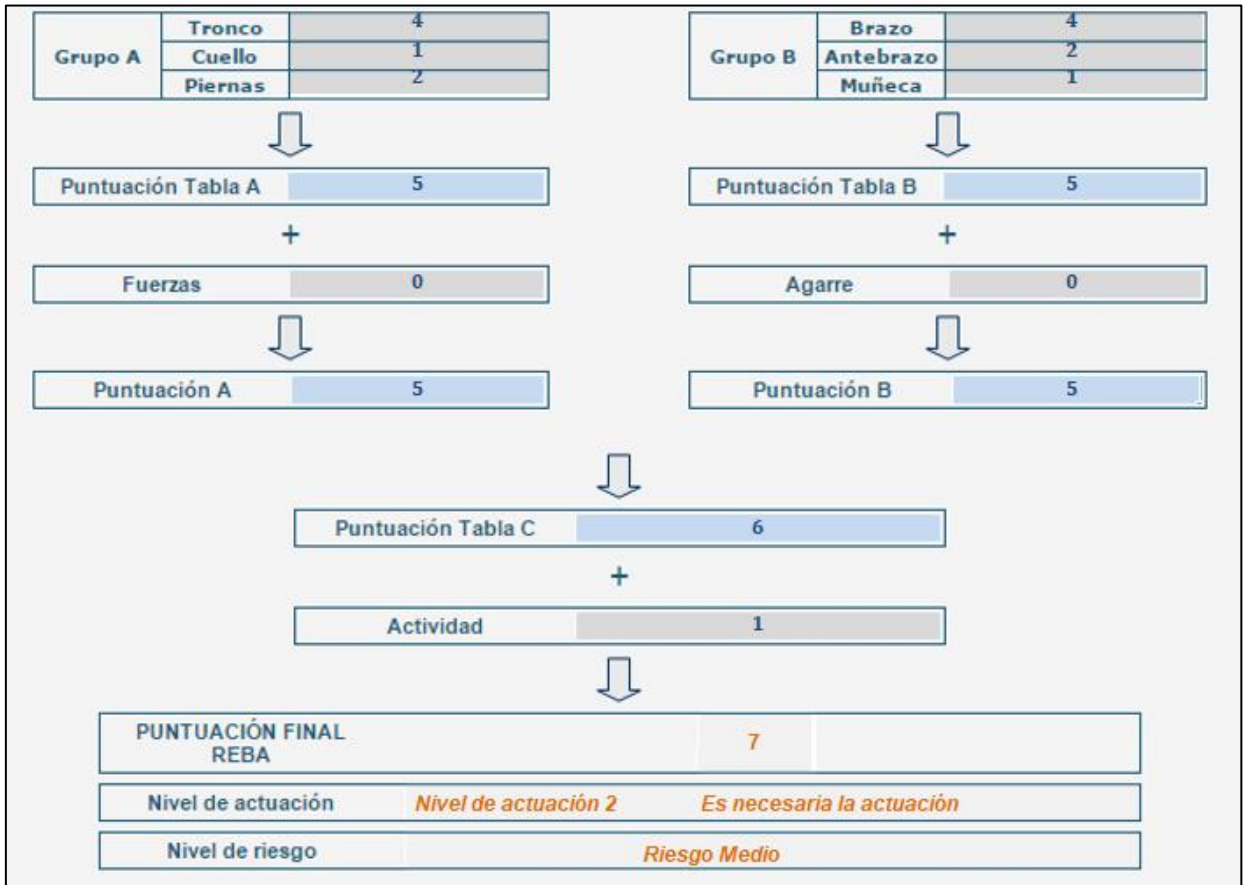 Grupo A
Tronco 4
Cuello 1
Piernas 2
Grupo B
Brazo 4
Antebrazo 2
Muñeca 1
Puntuación Tabla A 5
Puntuación Tabla B 5
+
+
Fuerzas 0
Agarre 0
Puntuación A 5
Puntuación B 5
Puntuación Tabla C 6
+
Actividad 1
PUNTUACIÓN FINAL
REBA
7
Nivel de actuación Nivel de actuación 2 Es necesaria la actuación
Nivel de riesgo Riesgo Medio